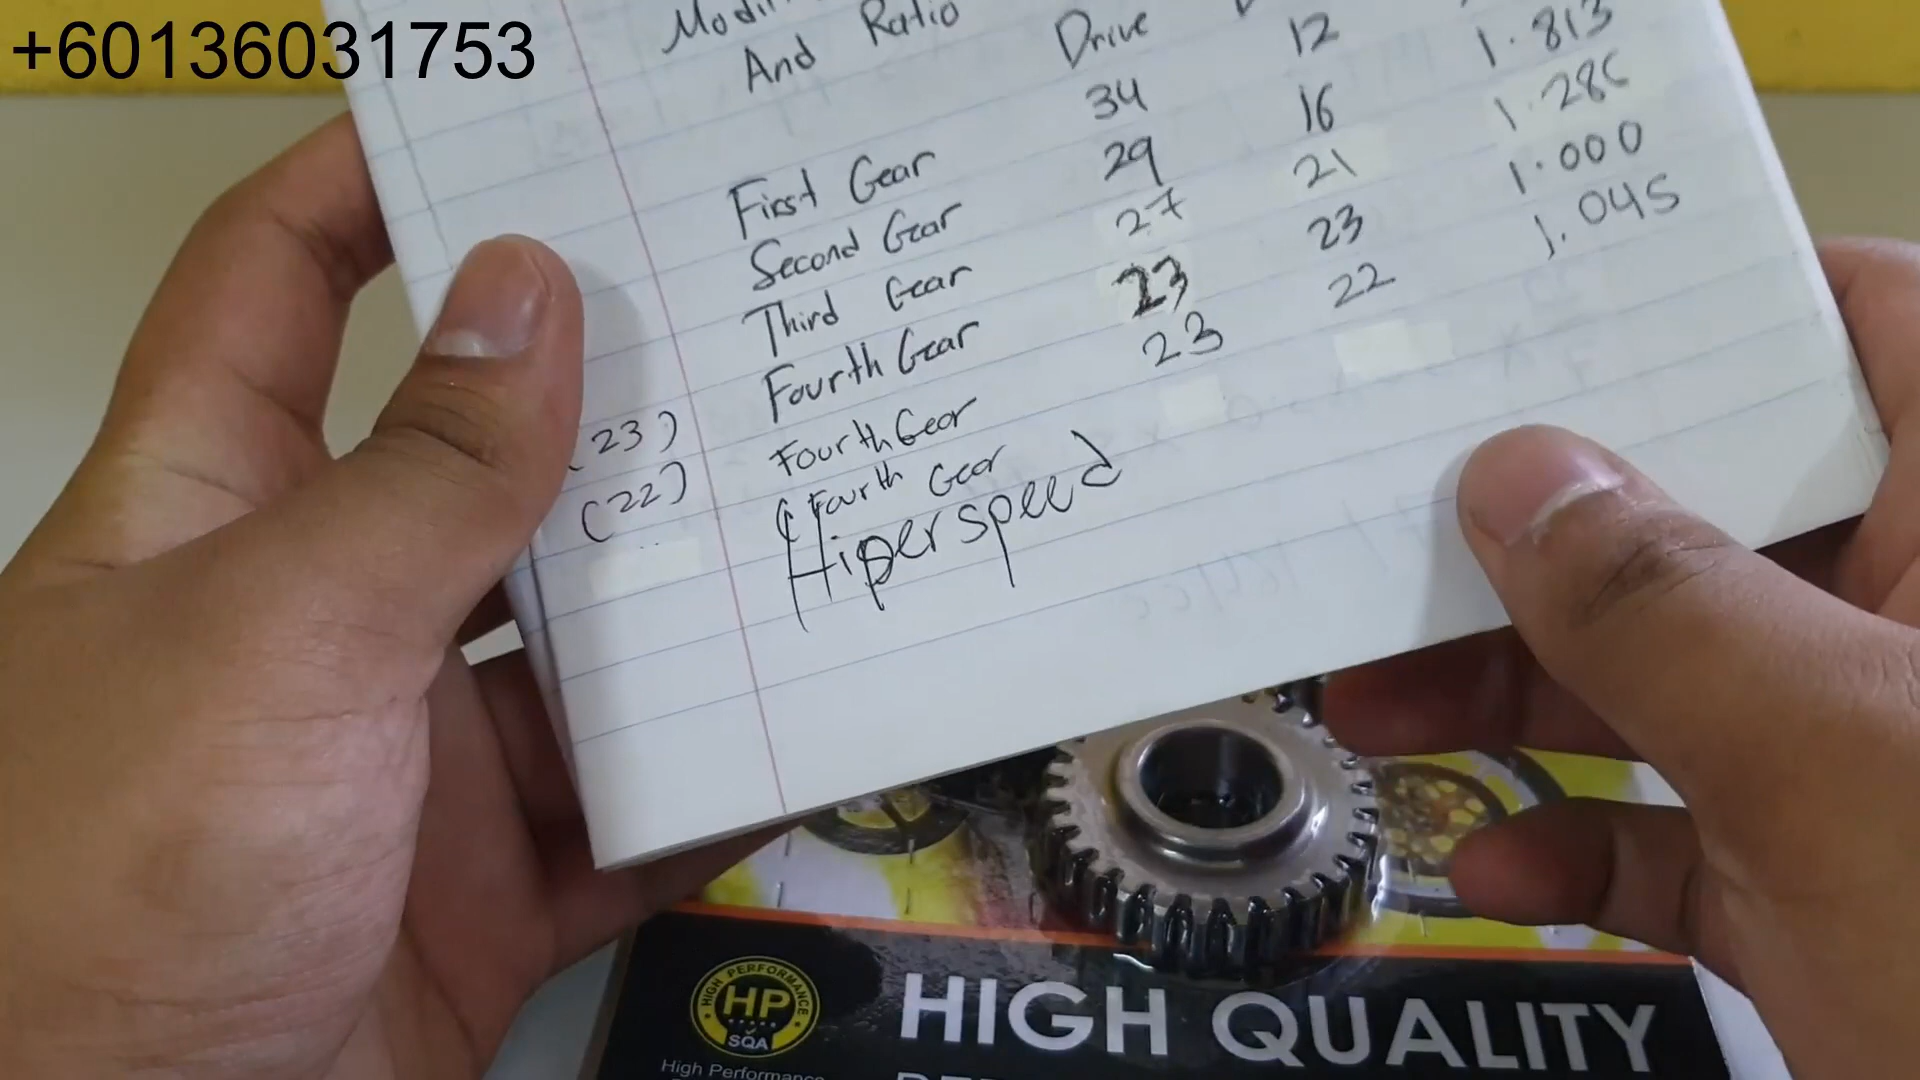 +60136031753
And Ratio Drive
First Gear 34 12
Second Gear 29 16 1.813
Third Gear 27 21 1.286
Fourth Gear 23 23 1.000
(23) Fourth Gear 23 22 1.045
(22) Fourth Gear
Hiperspeed
HIGH PERFORMANCE
HP
SQA
High Performance
HIGH QUALITY